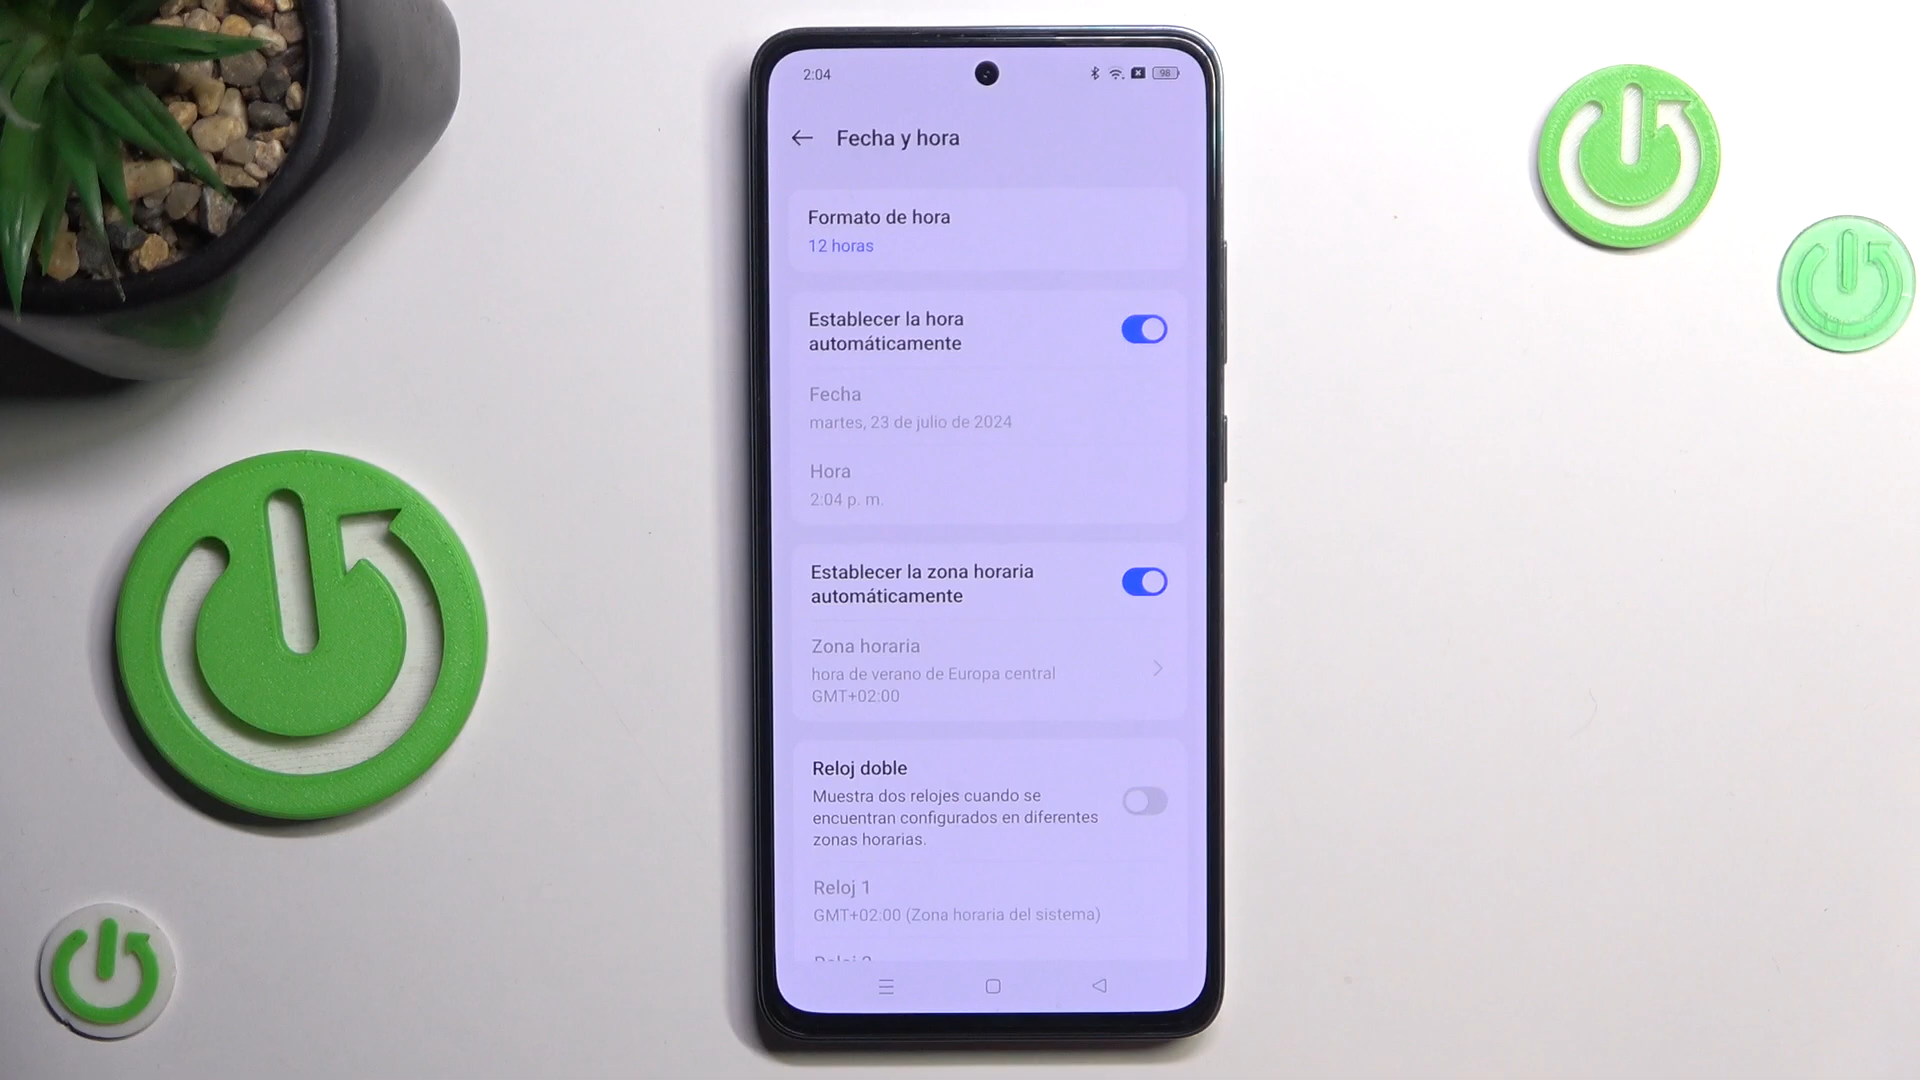 2:04
98
Fecha y hora
Formato de hora
12 horas
Establecer la hora
automáticamente
Fecha
martes, 23 de julio de 2024
Hora
2:04 p. m.
Establecer la zona horaria
automáticamente
Zona horaria
hora de verano de Europa central
GMT+02:00
Reloj doble
Muestra dos relojes cuando se
encuentran configurados en diferentes
zonas horarias.
Reloj 1
GMT+02:00 (Zona horaria del sistema)
Reloj 2